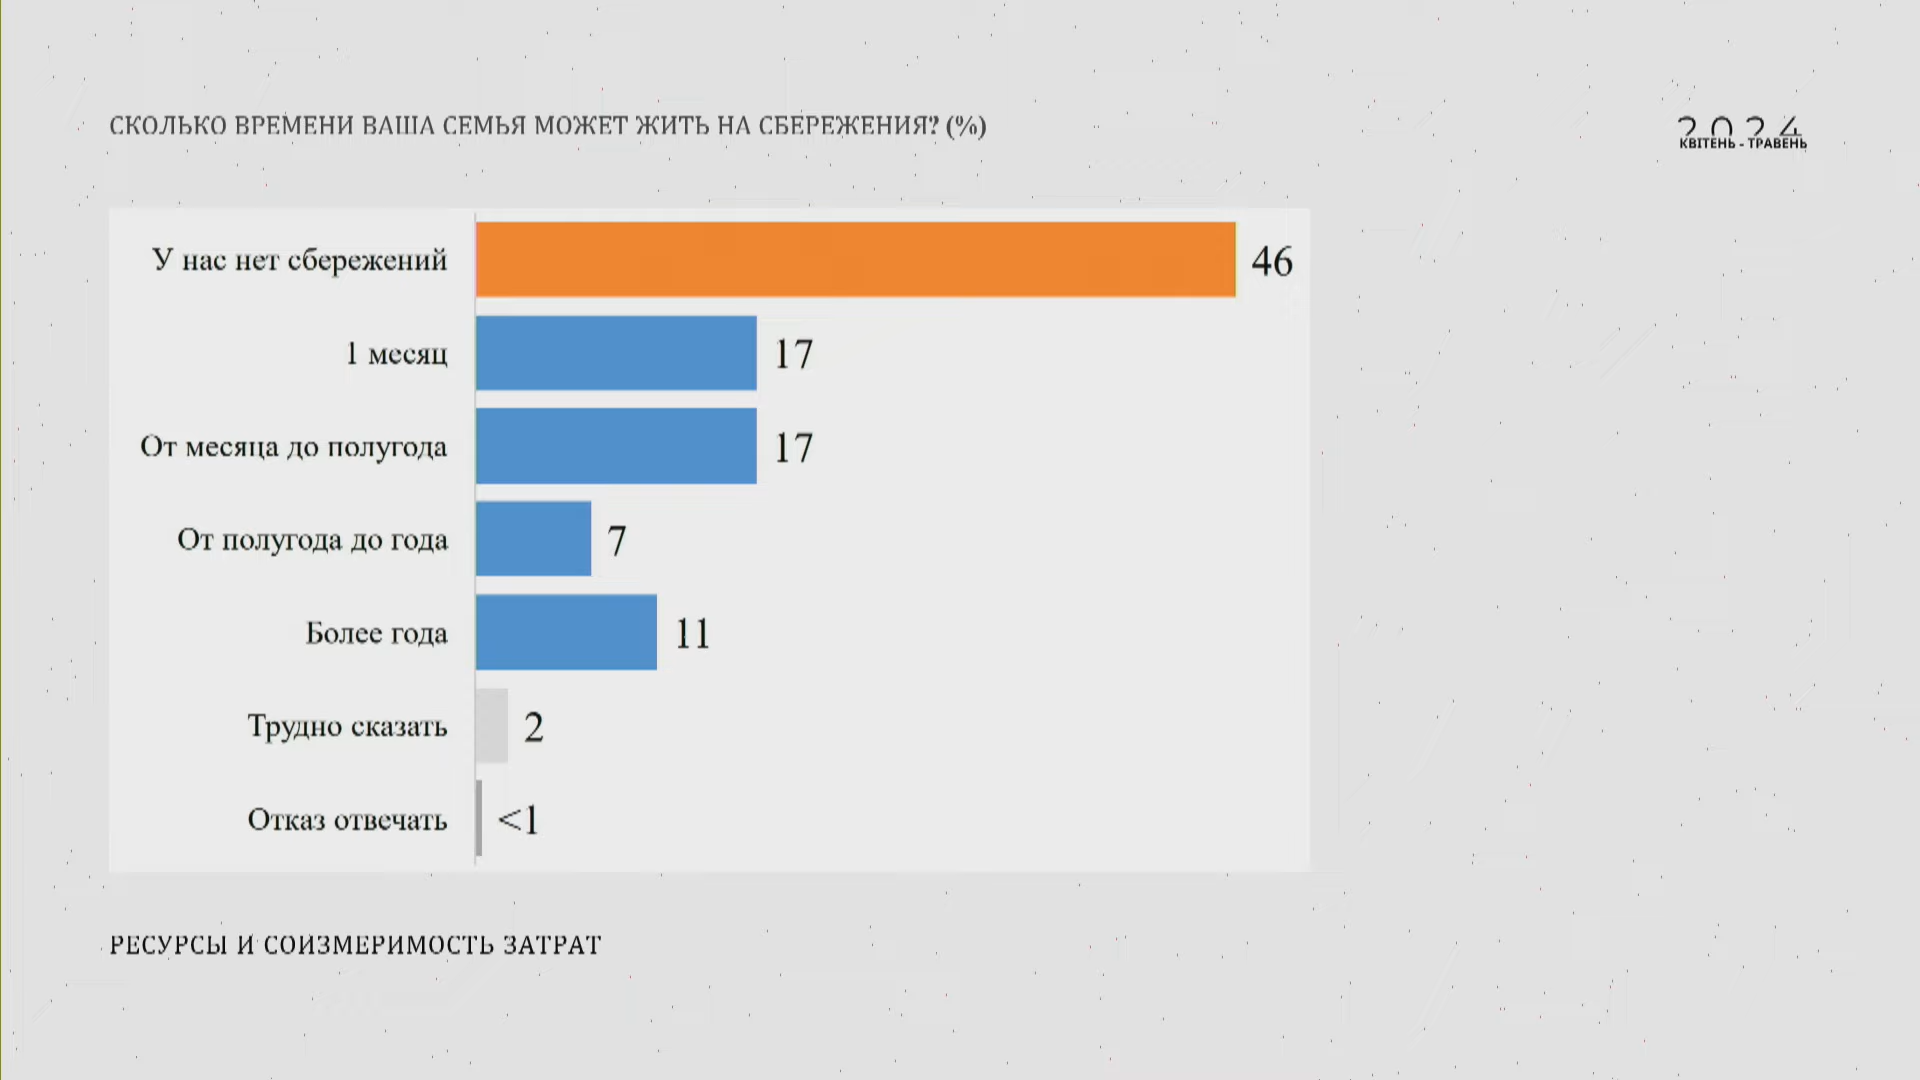 СКОЛЬКО ВРЕМЕНИ ВАША СЕМЬЯ МОЖЕТ ЖИТЬ НА СБЕРЕЖЕНИЯ? (%)
2024
КВІТЕНЬ - ТРАВЕНЬ
У нас нет сбережений 46
1 месяц 17
От месяца до полугода 17
От полугода до года 7
Более года 11
Трудно сказать 2
Отказ отвечать <1
РЕСУРСЫ И СОИЗМЕРИМОСТЬ ЗАТРАТ